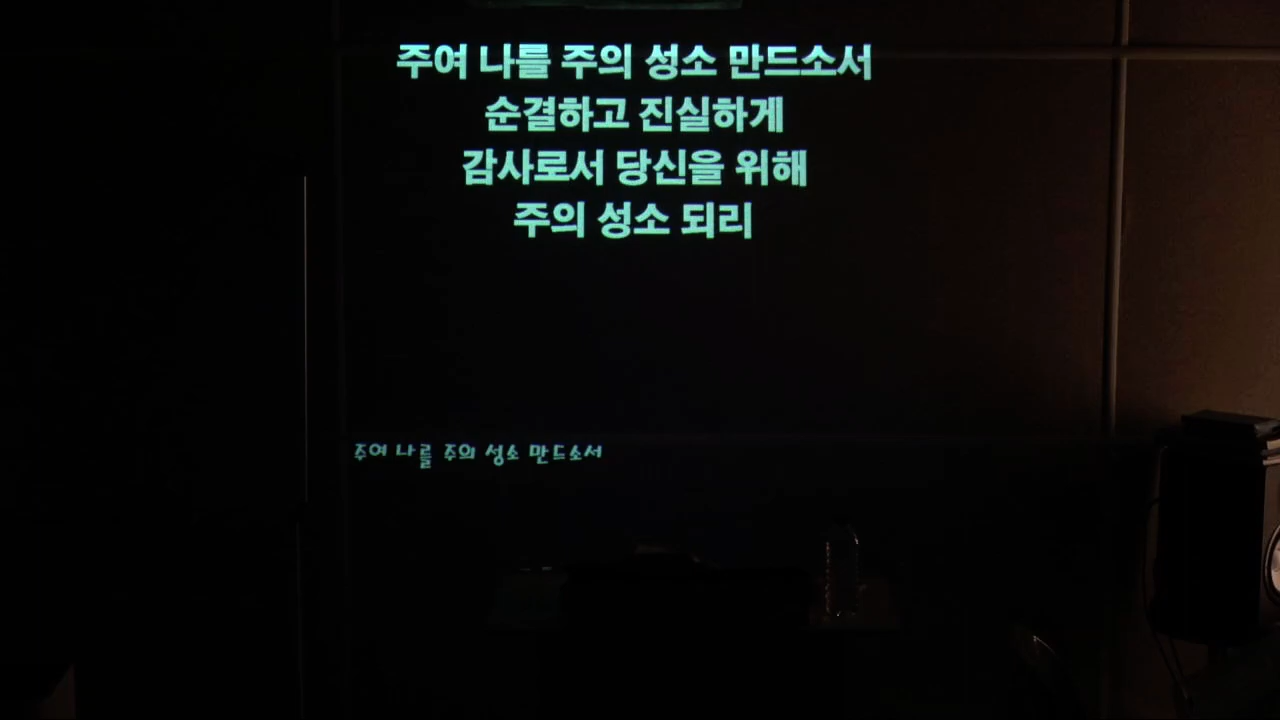 주여 나를 주의 성소 만드소서
순결하고 진실하게
감사로서 당신을 위해
주의 성소 되리
주여 나를 주의 성소 만드소서